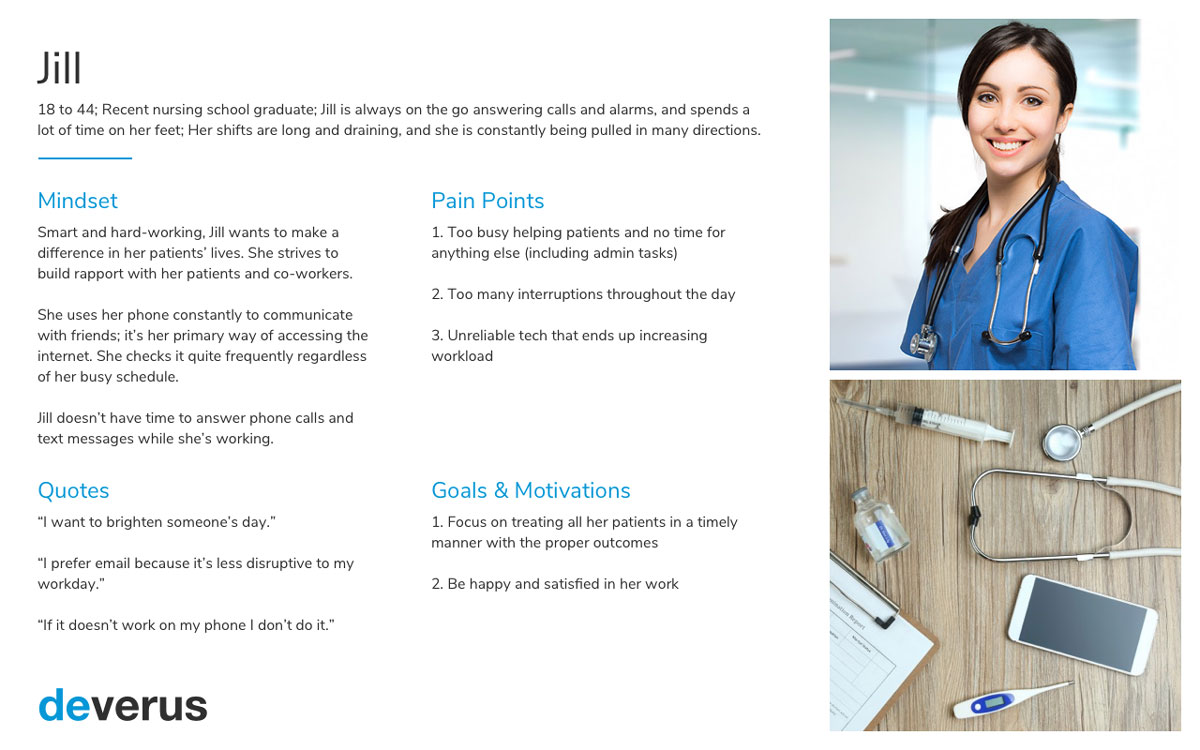 Jill
18 to 44; Recent nursing school graduate; Jill is always on the go answering calls and alarms, and spends a
lot of time on her feet; Her shifts are long and draining, and she is constantly being pulled in many directions.
Mindset
Smart and hard-working, Jill wants to make a
difference in her patients’ lives. She strives to
build rapport with her patients and co-workers.
She uses her phone constantly to communicate
with friends; it’s her primary way of accessing the
internet. She checks it quite frequently regardless
of her busy schedule.
Jill doesn’t have time to answer phone calls and
text messages while she’s working.
Pain Points
1. Too busy helping patients and no time for
anything else (including admin tasks)
2. Too many interruptions throughout the day
3. Unreliable tech that ends up increasing
workload
Quotes
“I want to brighten someone’s day.”
“I prefer email because it’s less disruptive to my
workday.”
“If it doesn’t work on my phone I don’t do it.”
Goals & Motivations
1. Focus on treating all her patients in a timely
manner with the proper outcomes
2. Be happy and satisfied in her work
deverus
Report